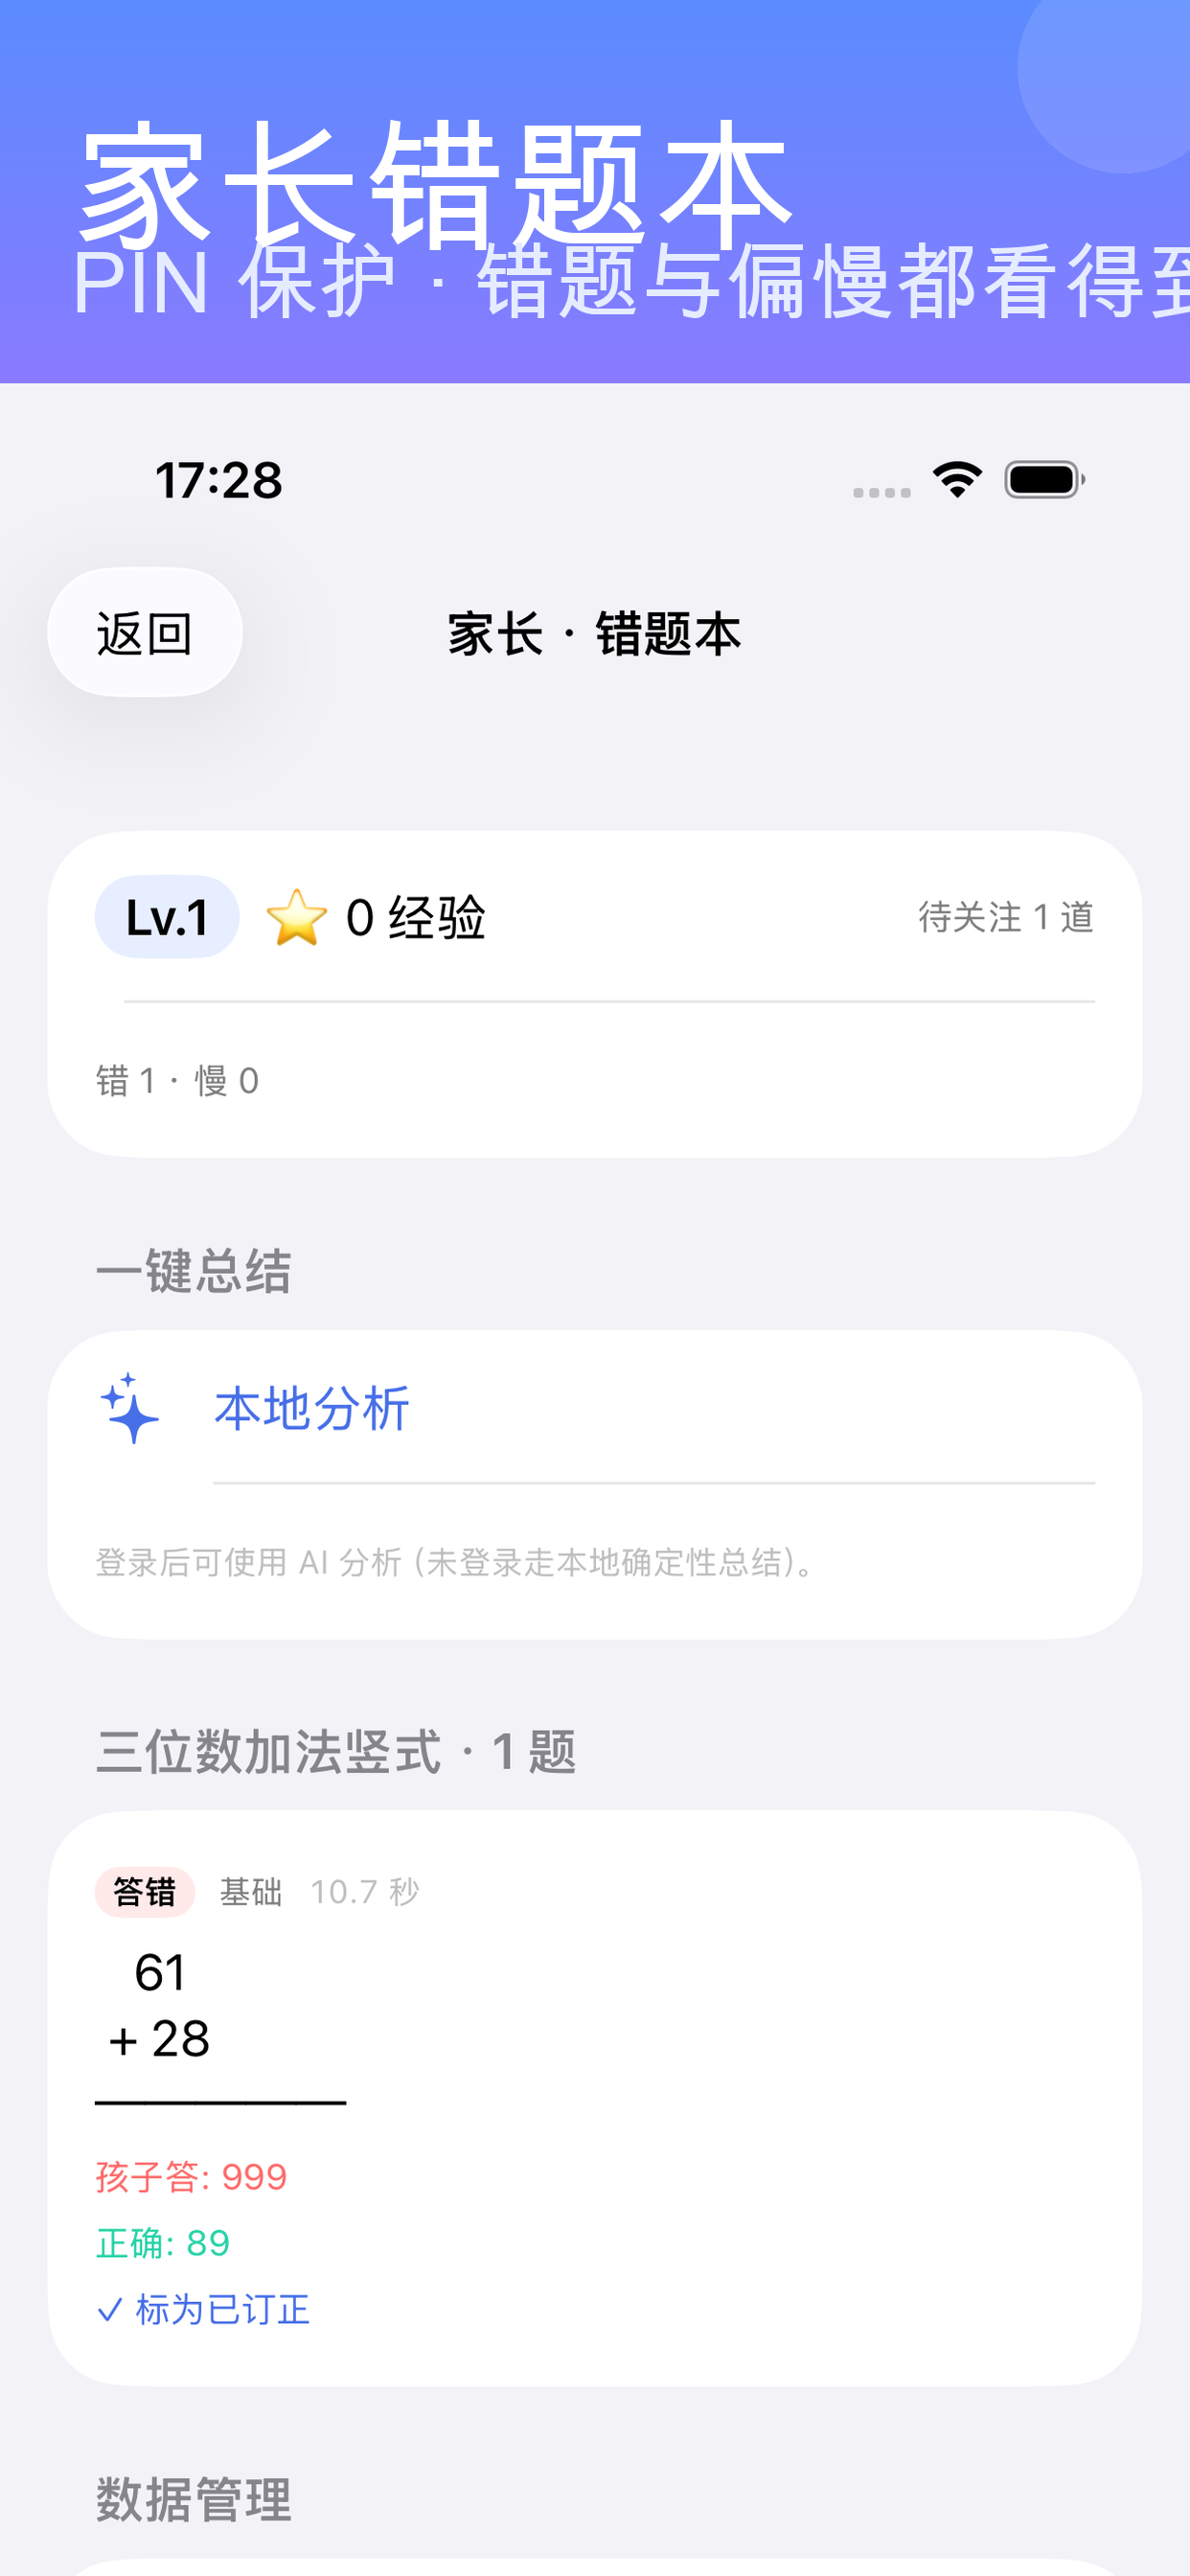 家长错题本
PIN 保护 · 错题与偏慢都看得到
17:28
返回
家长 · 错题本
Lv.1 ⭐ 0 经验 待关注 1 道
错 1 · 慢 0
一键总结
本地分析
登录后可使用 AI 分析（未登录走本地确定性总结）。
三位数加法竖式 · 1 题
答错 基础 10.7 秒
61
+ 28
孩子答: 999
正确: 89
✓ 标为已订正
数据管理